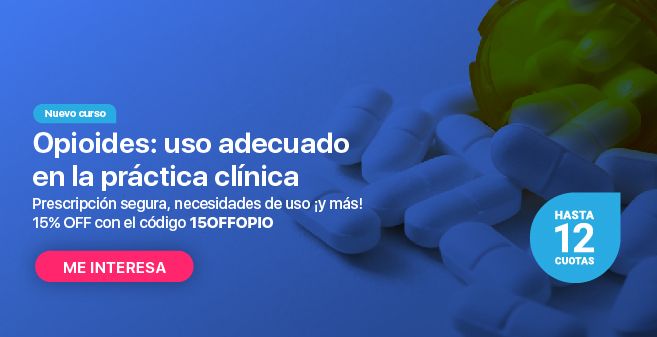 Nuevo curso
Opioides: uso adecuado
en la práctica clínica
Prescripción segura, necesidades de uso ¡y más!
15% OFF con el código 15OFFOPIO
ME INTERESA
HASTA
12
CUOTAS